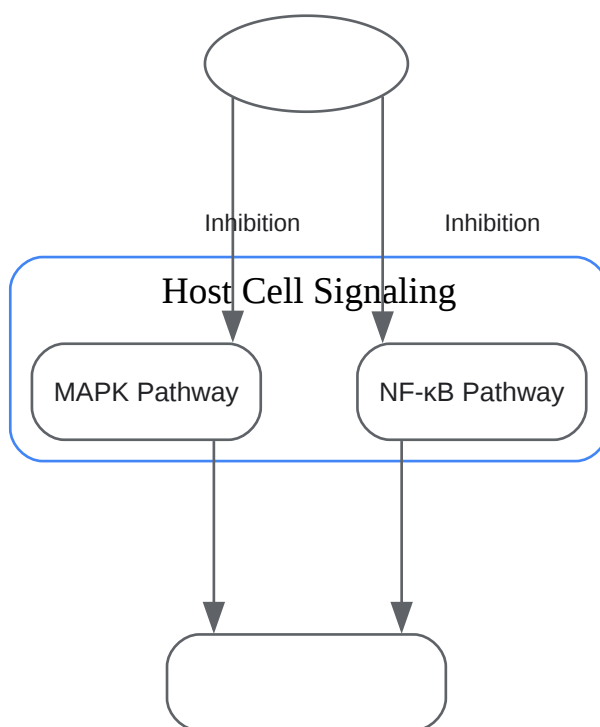 Inhibition
Inhibition
Host Cell Signaling
MAPK Pathway
NF-κB Pathway